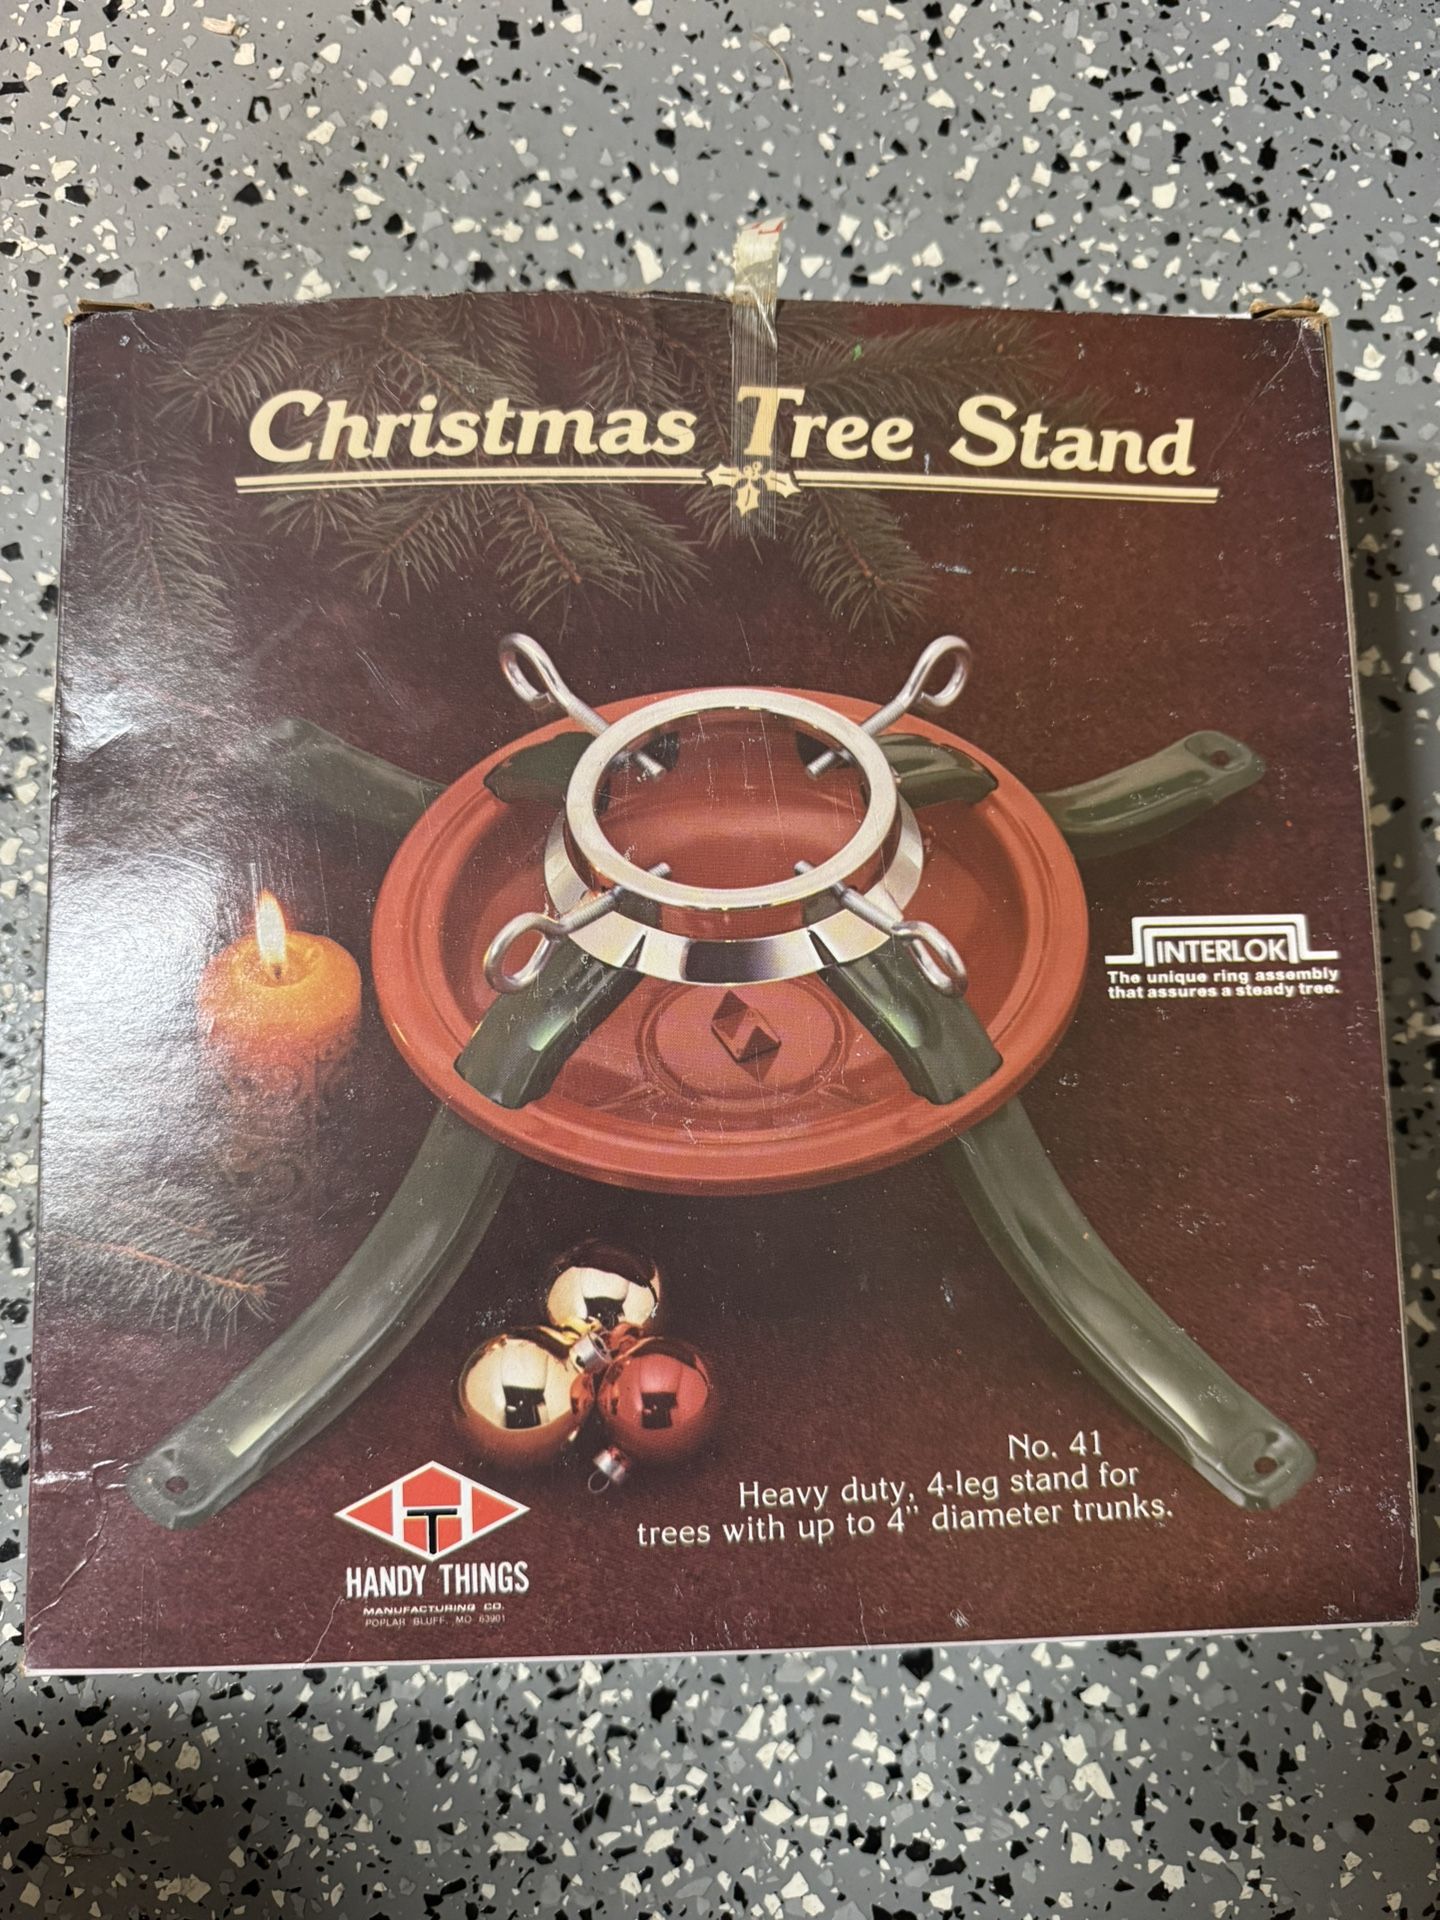 Christmas Tree Stand
INTERLOK
The unique ring assembly
that assures a steady tree.
No. 41
Heavy duty, 4-leg stand for
trees with up to 4" diameter trunks.
HT
HANDY THINGS
MANUFACTURING CO.
POPLAR BLUFF, MO 63901